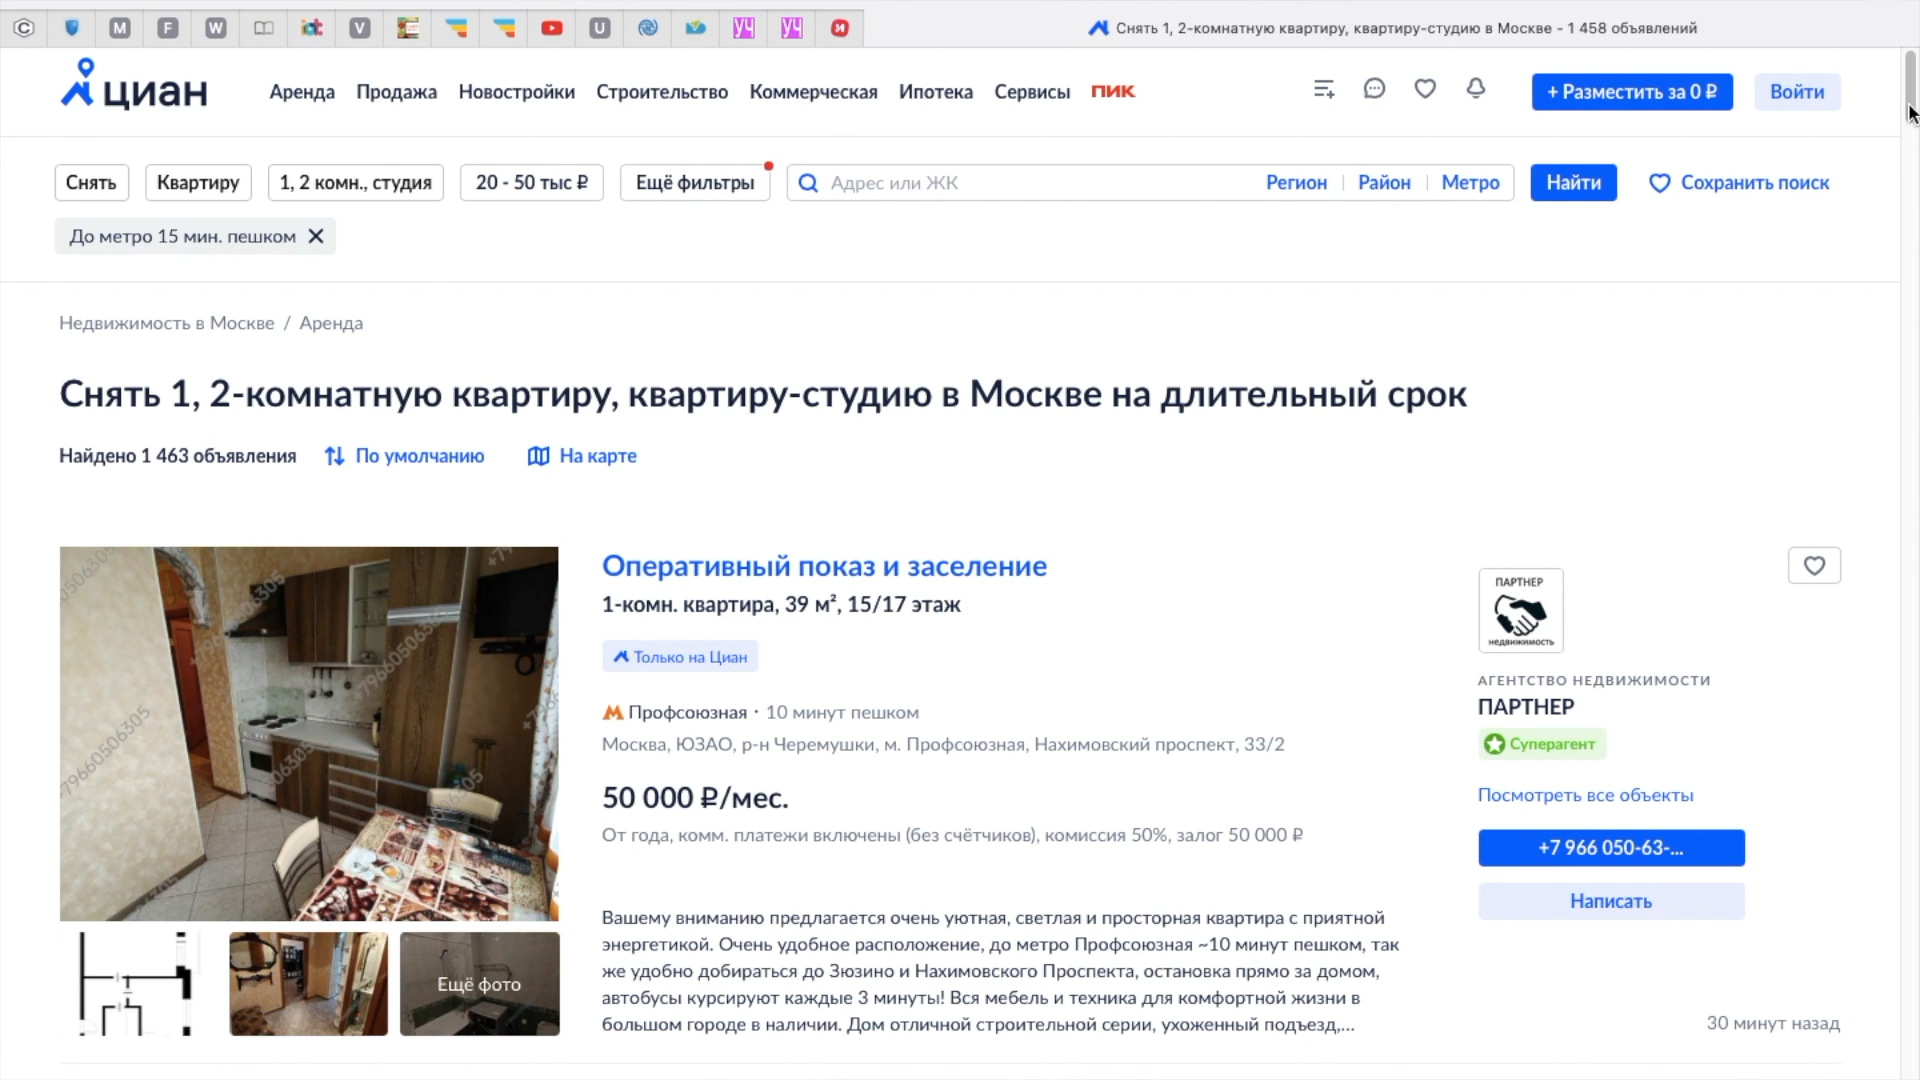 M F W V U УЧ УЧ И
Снять 1, 2-комнатную квартиру, квартиру-студию в Москве - 1 458 объявлений
циан
Аренда Продажа Новостройки Строительство Коммерческая Ипотека Сервисы ПИК
+ Разместить за 0 ₽ Войти
Снять Квартиру 1, 2 комн., студия 20 - 50 тыс ₽ Ещё фильтры Адрес или ЖК Регион Район Метро Найти Сохранить поиск
До метро 15 мин. пешком
Недвижимость в Москве / Аренда
Снять 1, 2-комнатную квартиру, квартиру-студию в Москве на длительный срок
Найдено 1 463 объявления По умолчанию На карте
Оперативный показ и заселение
1-комн. квартира, 39 м², 15/17 этаж
Только на Циан
Профсоюзная · 10 минут пешком
Москва, ЮЗАО, р-н Черемушки, м. Профсоюзная, Нахимовский проспект, 33/2
50 000 ₽/мес.
От года, комм. платежи включены (без счётчиков), комиссия 50%, залог 50 000 ₽
Вашему вниманию предлагается очень уютная, светлая и просторная квартира с приятной
энергетикой. Очень удобное расположение, до метро Профсоюзная ~10 минут пешком, так
же удобно добираться до Зюзино и Нахимовского Проспекта, остановка прямо за домом,
автобусы курсируют каждые 3 минуты! Вся мебель и техника для комфортной жизни в
большом городе в наличии. Дом отличной строительной серии, ухоженный подъезд,...
ПАРТНЕР
недвижимость
АГЕНТСТВО НЕДВИЖИМОСТИ
ПАРТНЕР
Суперагент
Посмотреть все объекты
+7 966 050-63-...
Написать
30 минут назад
+79660506305
Ещё фото